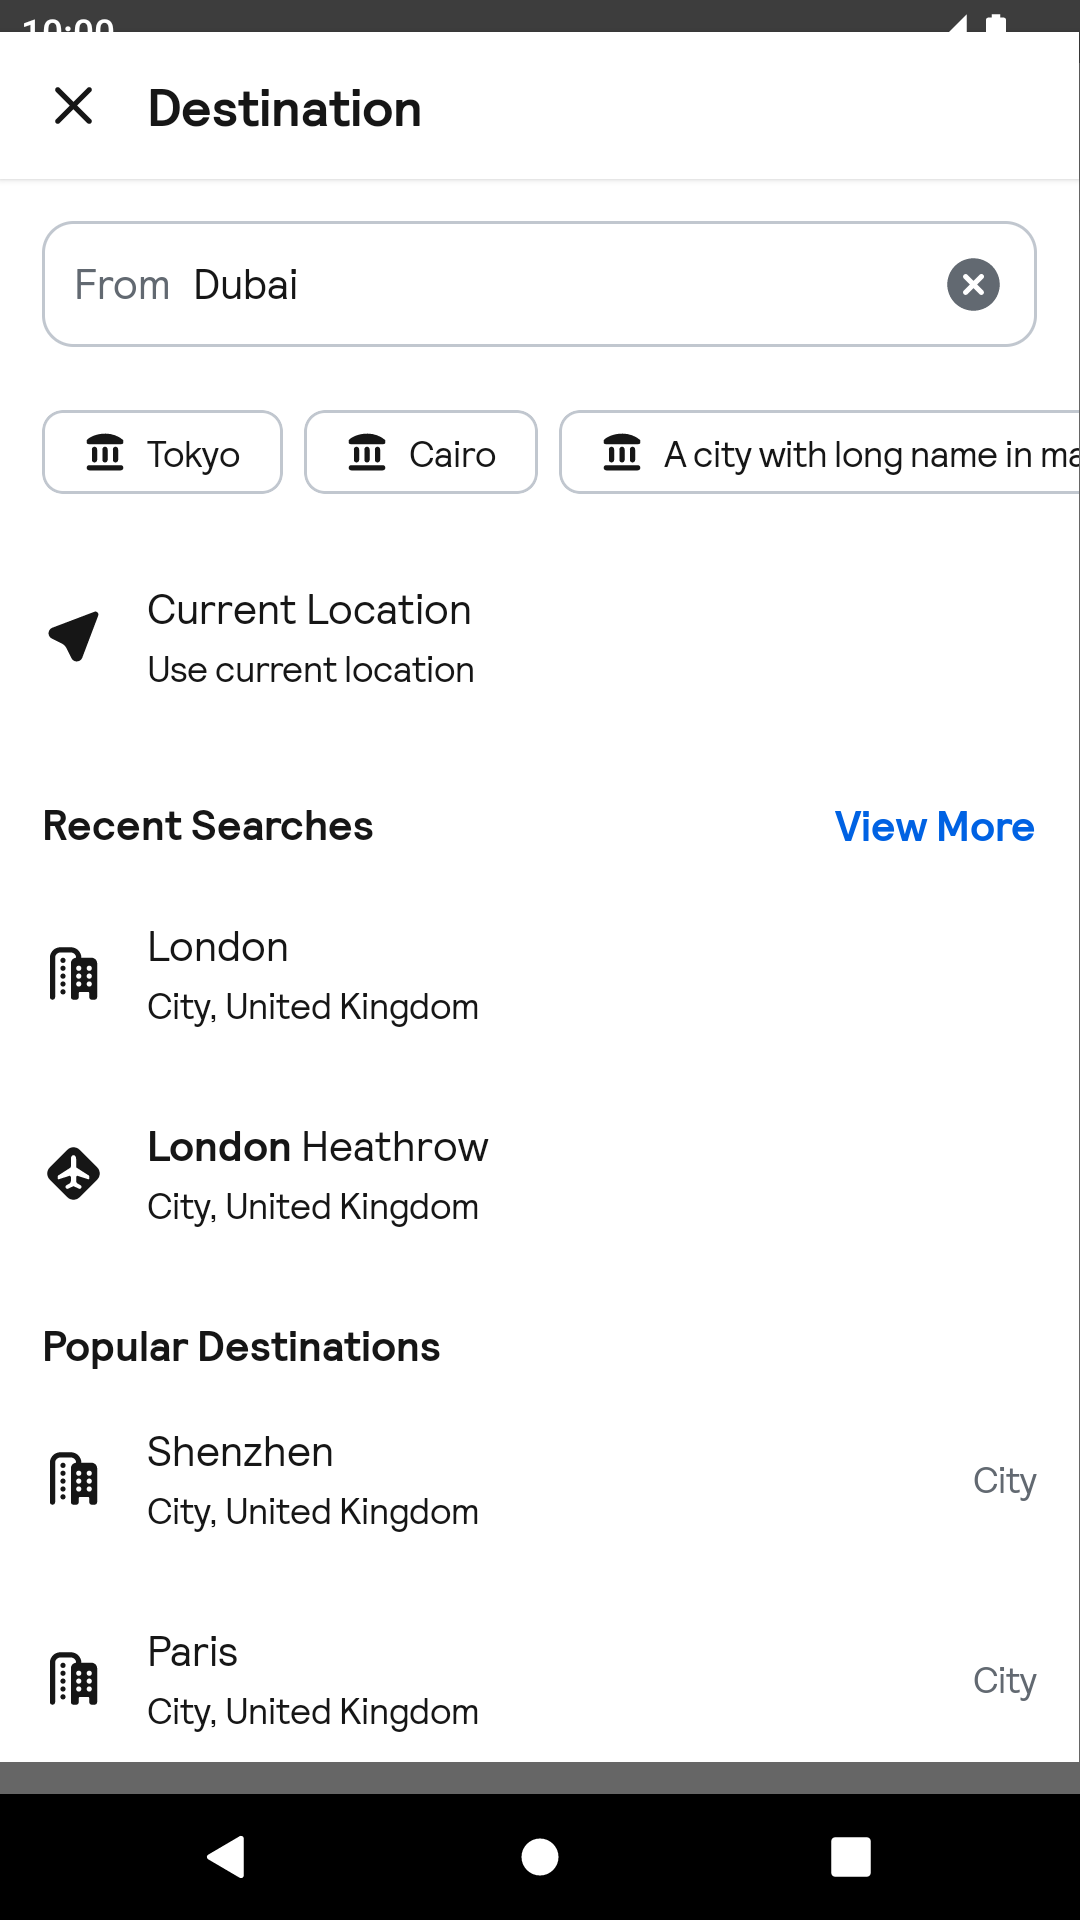 10:00
Destination
From Dubai
Tokyo
Cairo
A city with long name in ma
Current Location
Use current location
Recent Searches
View More
London
City, United Kingdom
London Heathrow
City, United Kingdom
Popular Destinations
Shenzhen
City, United Kingdom
City
Paris
City, United Kingdom
City